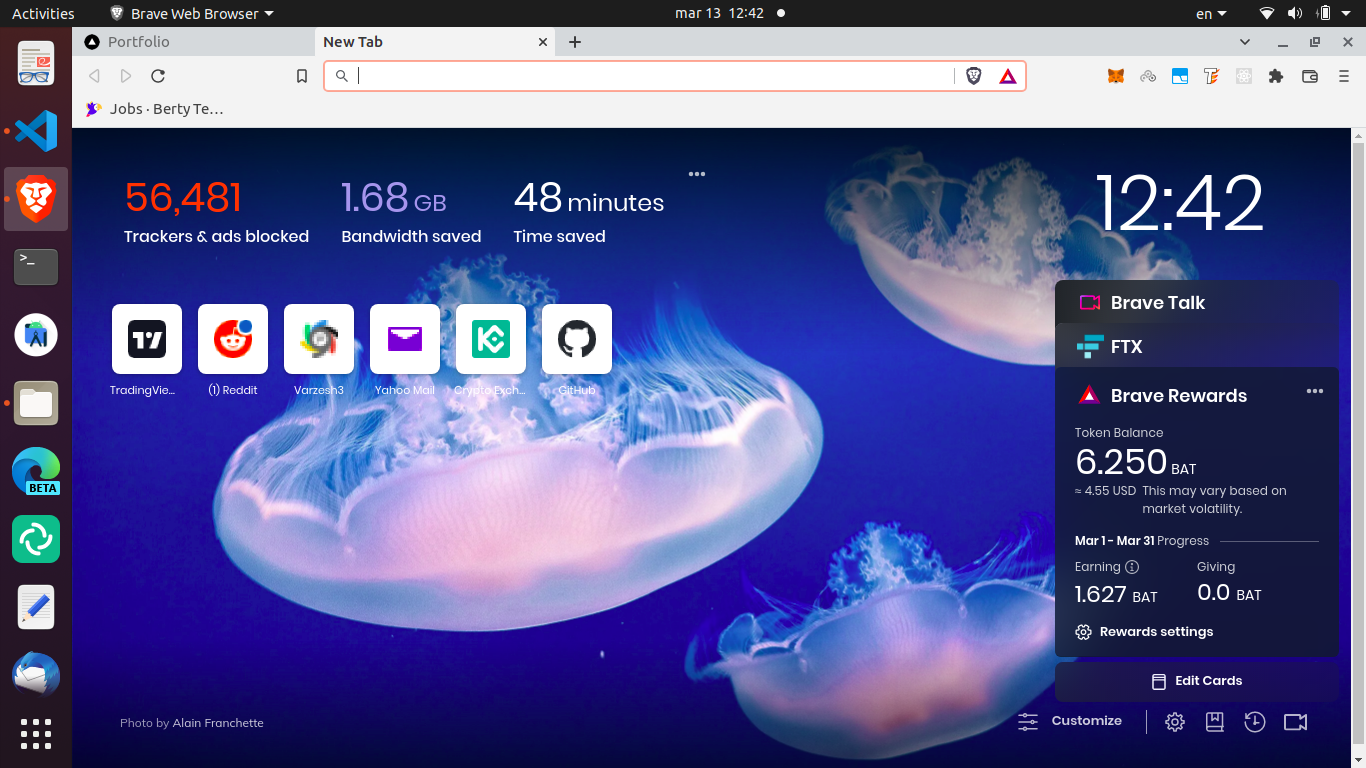 Activities
Brave Web Browser
mar 13 12:42
en
Portfolio
New Tab
Jobs · Berty Te…
56,481
Trackers & ads blocked
1.68 GB
Bandwidth saved
48 minutes
Time saved
12:42
TradingVie...
(1) Reddit
Varzesh3
Yahoo Mail
Crypto Exch...
GitHub
Brave Talk
FTX
Brave Rewards
Token Balance
6.250 BAT
≈ 4.55 USD This may vary based on
market volatility.
Mar 1 - Mar 31 Progress
Earning
1.627 BAT
Giving
0.0 BAT
Rewards settings
Edit Cards
Customize
Photo by Alain Franchette
BETA
>_